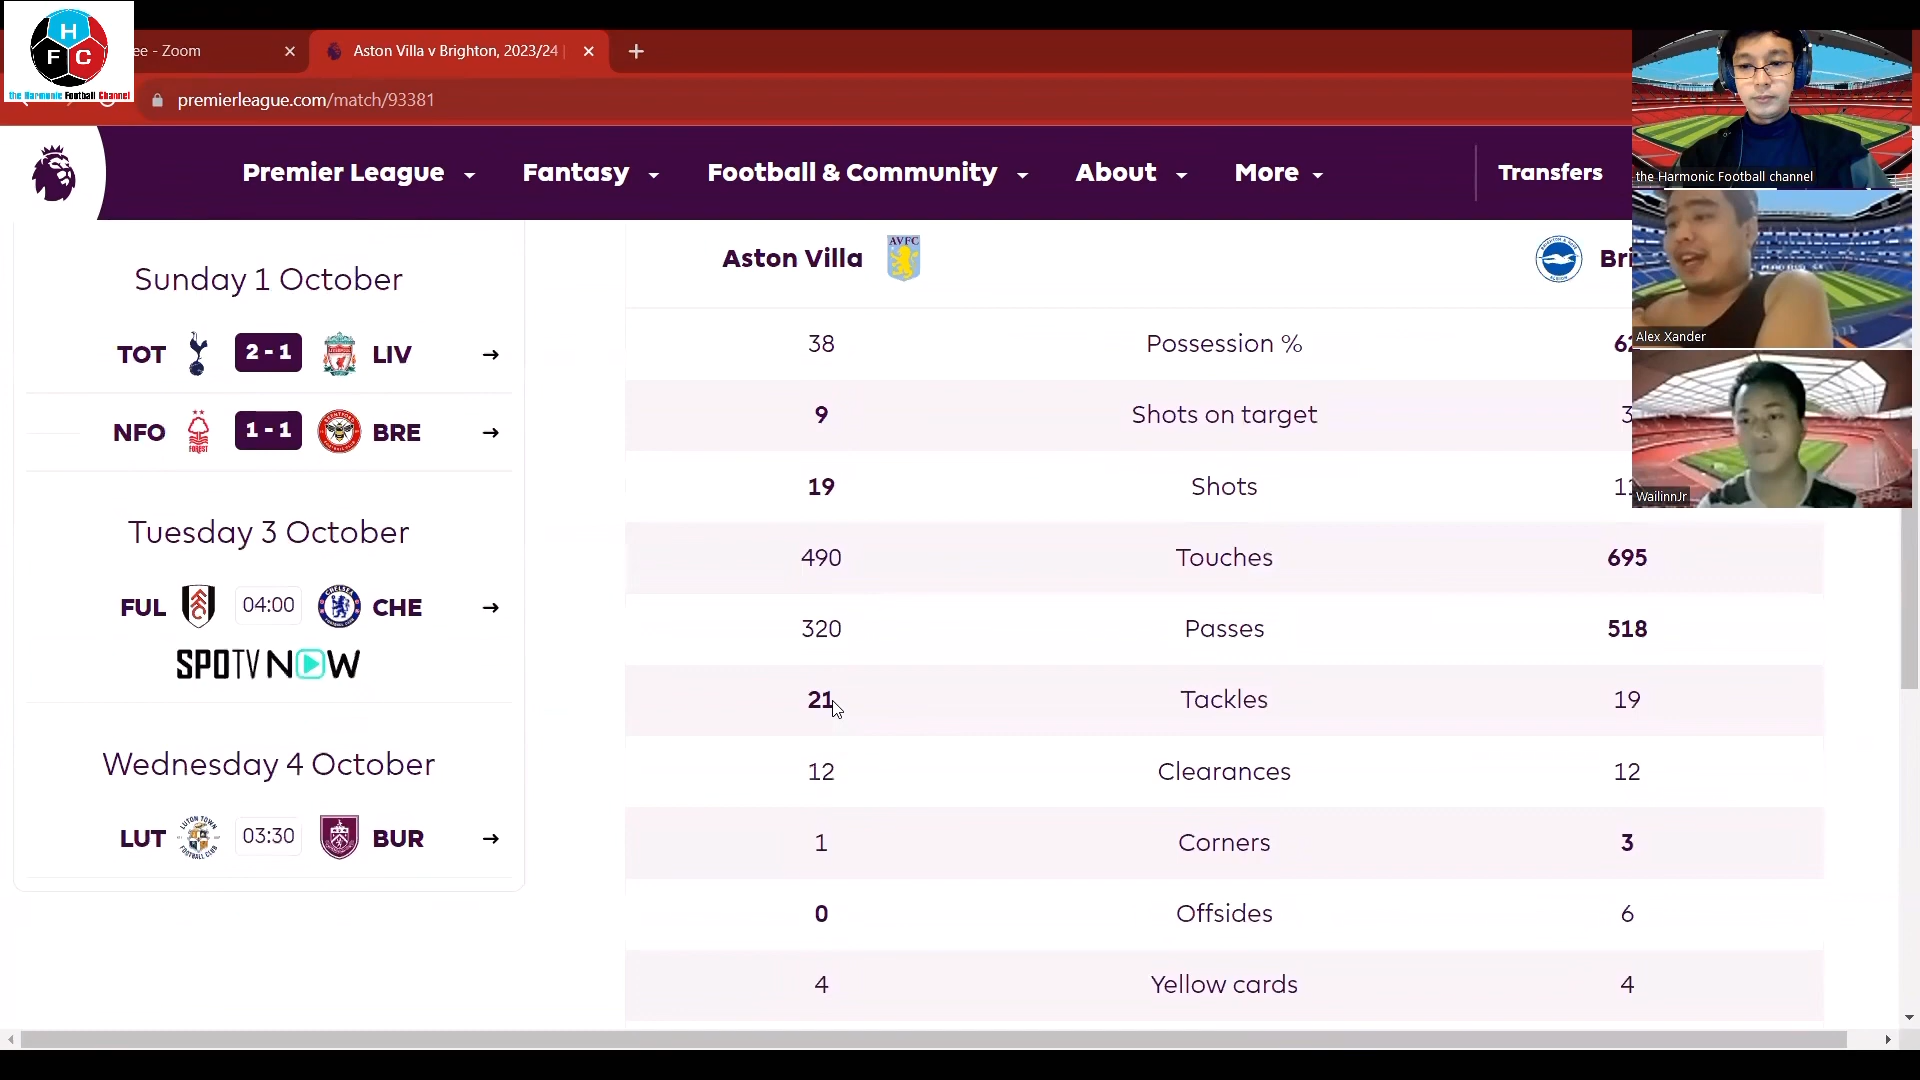 H
F C
the Harmonic Football Channel
ee - Zoom
Aston Villa v Brighton, 2023/24 |
premierleague.com/match/93381
Premier League
Fantasy
Football & Community
About
More
Transfers
Sunday 1 October
TOT 2 - 1 LIV
NFO 1 - 1 BRE
Tuesday 3 October
FUL 04:00 CHE
SPOTV NOW
Wednesday 4 October
LUT 03:30 BUR
Aston Villa AVFC Bri
38 Possession % 62
9 Shots on target 3
19 Shots 11
490 Touches 695
320 Passes 518
21 Tackles 19
12 Clearances 12
1 Corners 3
0 Offsides 6
4 Yellow cards 4
the Harmonic Football channel
Alex Xander
WailinnJr